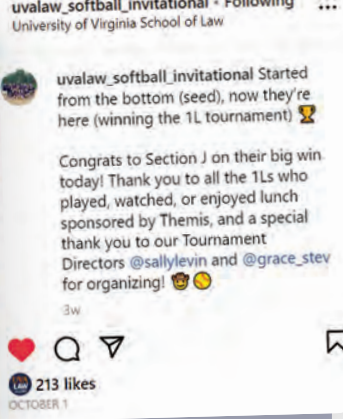 uvalaw_softball_invitational • Following
University of Virginia School of Law
uvalaw_softball_invitational Started
from the bottom (seed), now they're
here (winning the 1L tournament) 🏆
Congrats to Section J on their big win
today! Thank you to all the 1Ls who
played, watched, or enjoyed lunch
sponsored by Themis, and a special
thank you to our Tournament
Directors @sallylevin and @grace_stev
for organizing! 🤠🥎
3w
213 likes
OCTOBER 1